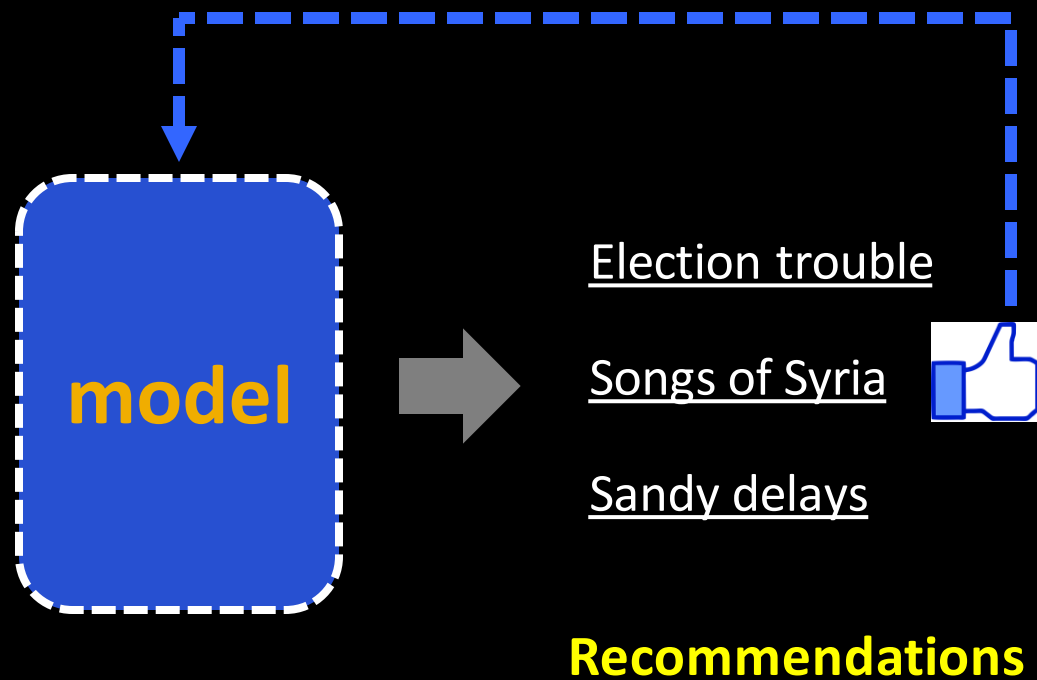 Election trouble
model
Songs of Syria
Sandy delays
Recommendations